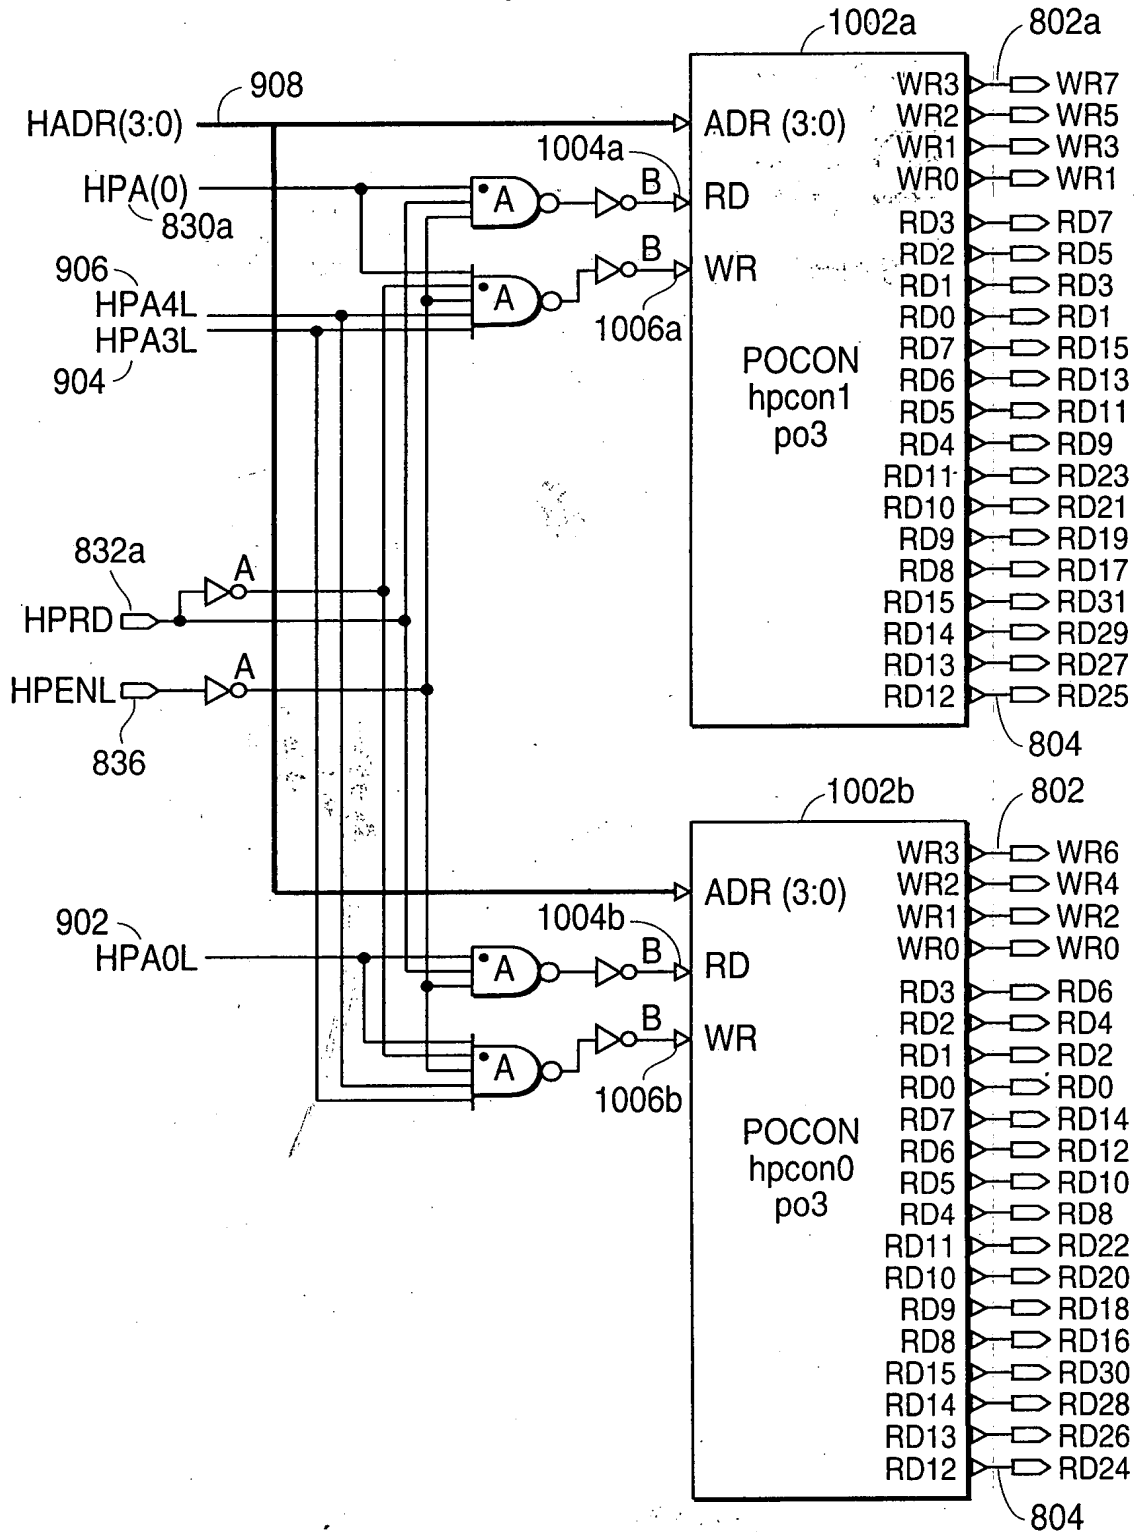 1002a
802a
908
HADR(3:0)
ADR (3:0)
WR3 WR7
WR2 WR5
WR1 WR3
WR0 WR1
1004a
HPA(0)
830a
A
B
RD
RD3 RD7
RD2 RD5
RD1 RD3
RD0 RD1
RD7 RD15
RD6 RD13
RD5 RD11
RD4 RD9
RD11 RD23
RD10 RD21
RD9 RD19
RD8 RD17
RD15 RD31
RD14 RD29
RD13 RD27
RD12 RD25
906
HPA4L
HPA3L
904
A
B
WR
1006a
POCON
hpcon1
po3
832a
A
HPRD
A
HPENL
836
804
1002b
802
ADR (3:0)
WR3 WR6
WR2 WR4
WR1 WR2
WR0 WR0
1004b
902
HPA0L
A
B
RD
RD3 RD6
RD2 RD4
RD1 RD2
RD0 RD0
RD7 RD14
RD6 RD12
RD5 RD10
RD4 RD8
RD11 RD22
RD10 RD20
RD9 RD18
RD8 RD16
RD15 RD30
RD14 RD28
RD13 RD26
RD12 RD24
A
B
WR
1006b
POCON
hpcon0
po3
804